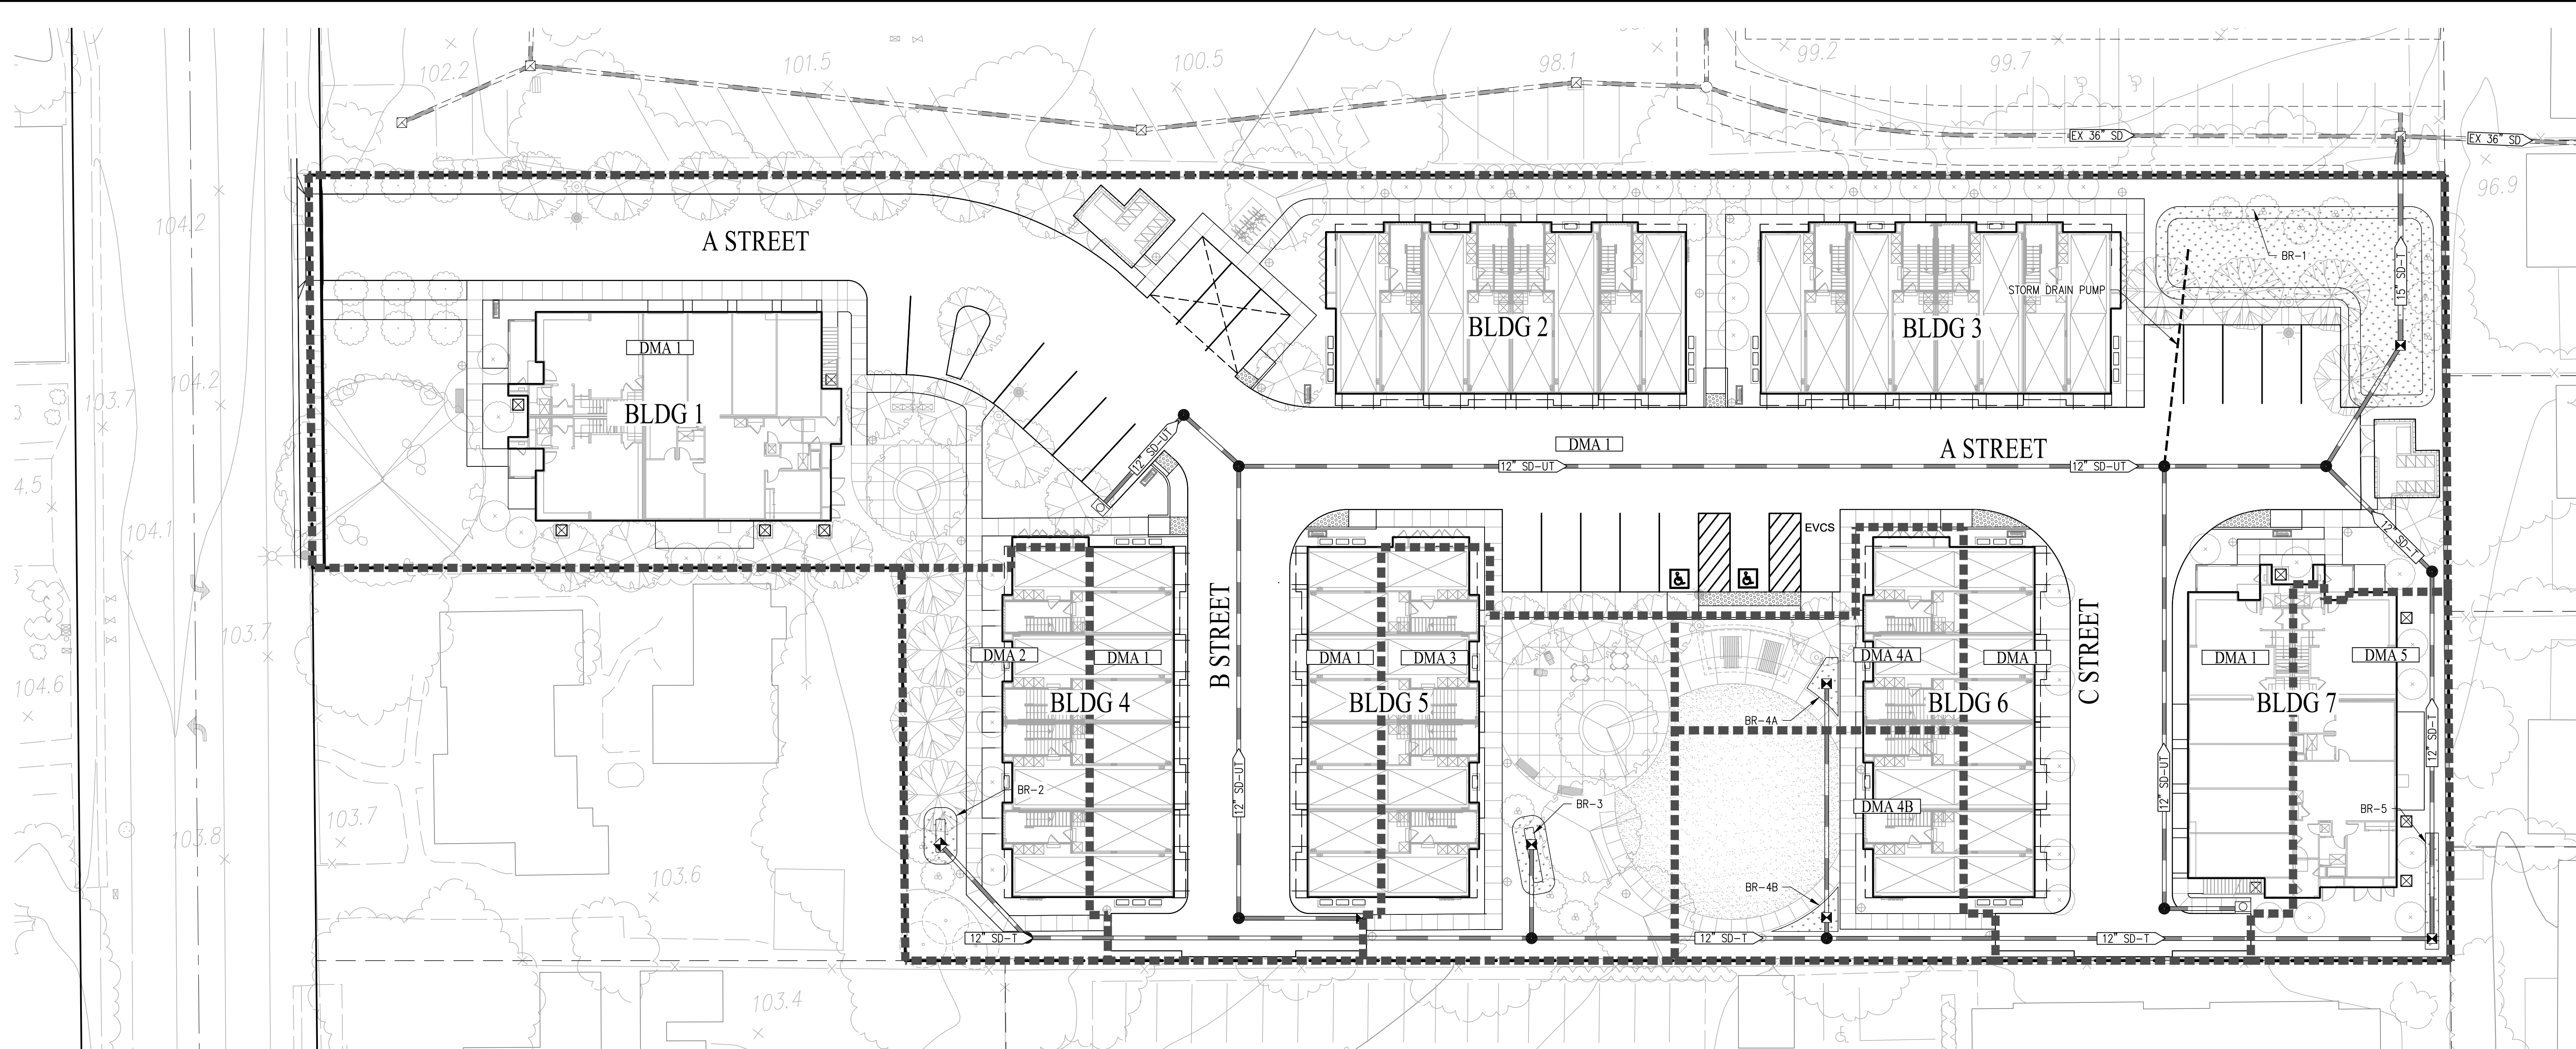 102.2
101.5
100.5
98.1
99.2
99.7
EX 36" SD
EX 36" SD
96.9
104.2
A STREET
15" SD-T
BR-1
STORM DRAIN PUMP
BLDG 2
BLDG 3
DMA 1
104.2
103.7
BLDG 1
12" SD-UT
DMA 1
A STREET
12" SD-UT
12" SD-UT
4.5
104.1
EVCS
12" SD-T
103.7
B STREET
C STREET
DMA 2
DMA 1
DMA 1
DMA 3
DMA 4A
DMA 1
DMA 1
DMA 5
104.6
BLDG 4
BLDG 5
BLDG 6
BLDG 7
BR-4A
12" SD-T
12" SD-UT
12" SD-UT
BR-2
BR-3
DMA 4B
BR-5
103.7
103.8
103.6
BR-4B
12" SD-T
12" SD-T
12" SD-T
103.4